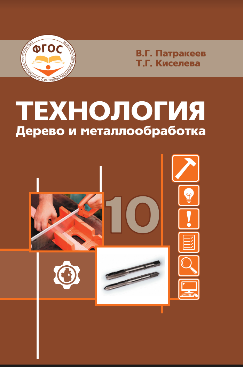 ФГОС
В.Г. Патракеев
Т.Г. Киселева
ТЕХНОЛОГИЯ
Дерево и металлообработка
10